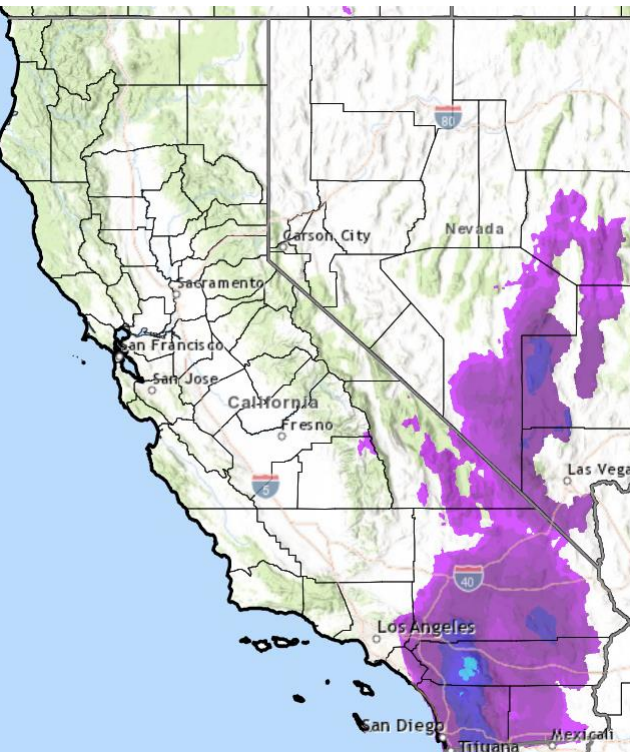 80
Nevada
Carson City
Sacramento
San Francisco
San Jose
California
Fresno
5
Las Vega
40
Los Angeles
San Diego
Mexicali
Tijuana